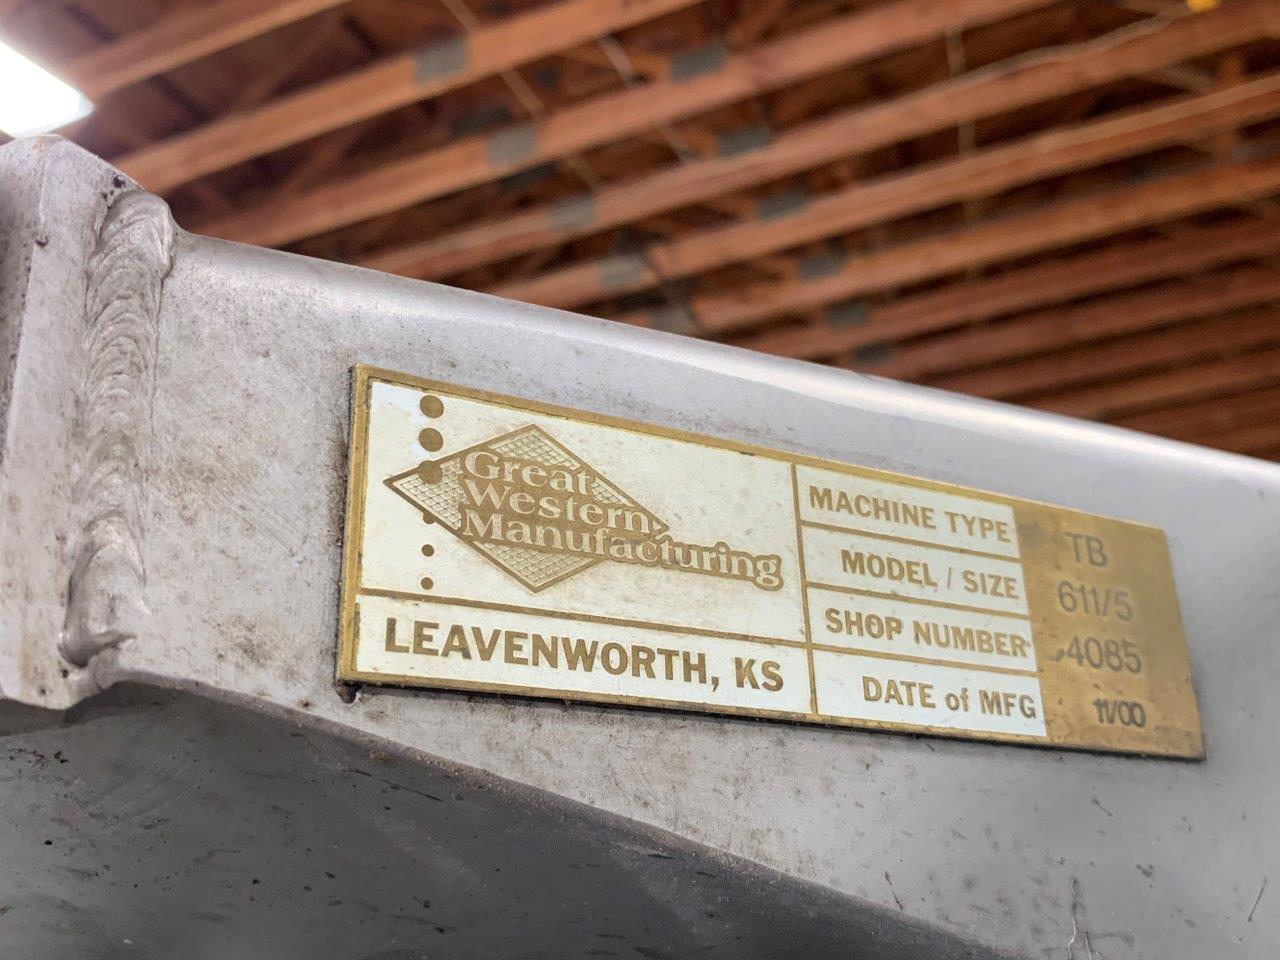 Great
Western
Manufacturing
LEAVENWORTH, KS
MACHINE TYPE TB
MODEL / SIZE 611/5
SHOP NUMBER 4085
DATE of MFG 11/00